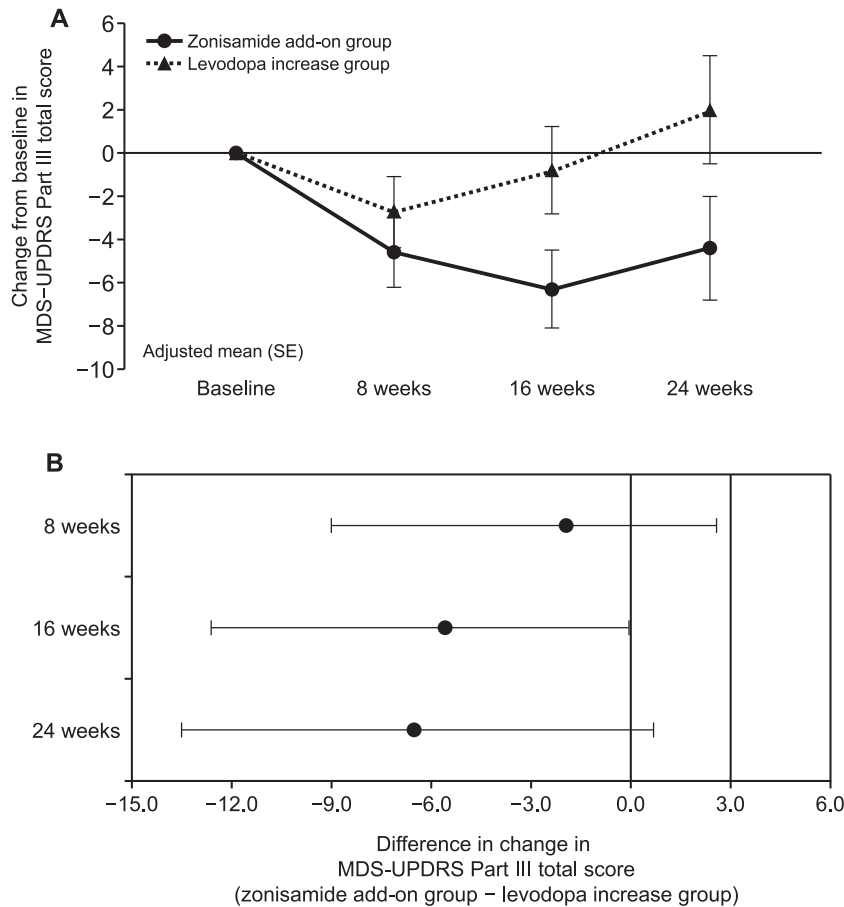 A
Change from baseline in
MDS−UPDRS Part III total score
6
4
2
0
−2
−4
−6
−8
−10
Zonisamide add-on group
Levodopa increase group
Adjusted mean (SE)
Baseline 8 weeks 16 weeks 24 weeks
B
8 weeks
16 weeks
24 weeks
−15.0 −12.0 −9.0 −6.0 −3.0 0.0 3.0 6.0
Difference in change in
MDS-UPDRS Part III total score
(zonisamide add-on group − levodopa increase group)